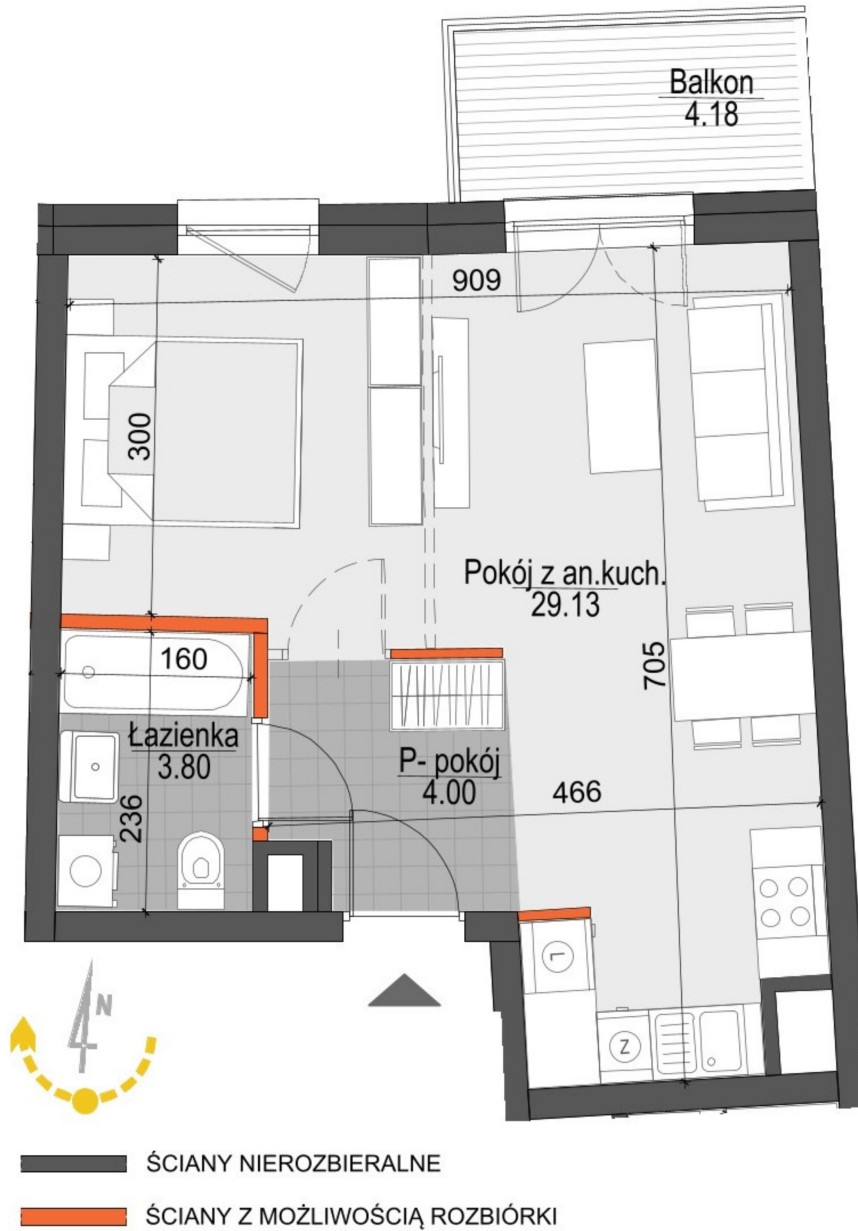 Balkon
4.18
909
300
Pokój z an.kuch.
29.13
705
160
Łazienka
3.80
P- pokój
4.00
466
236
L
Z
N
ŚCIANY NIEROZBIERALNE
ŚCIANY Z MOŻLIWOŚCIĄ ROZBIÓRKI